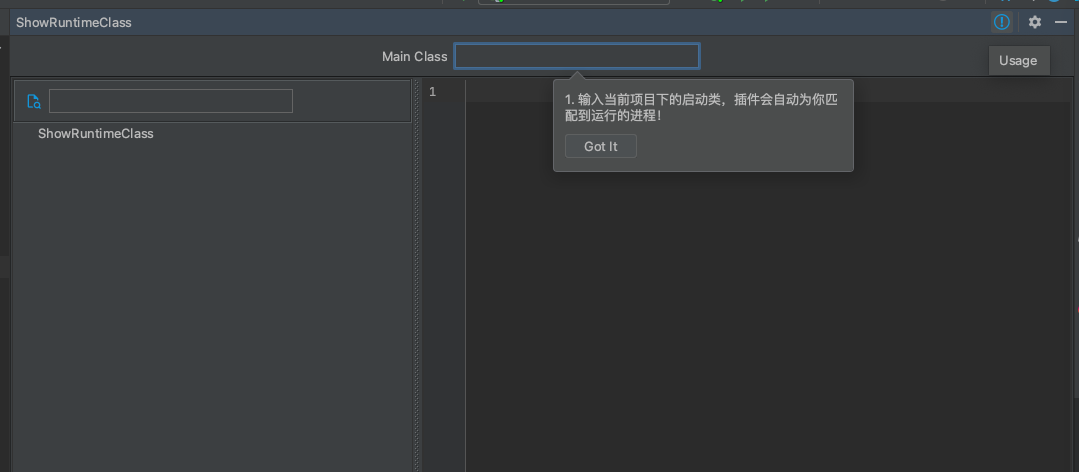 ShowRuntimeClass
Main Class
Usage
1
1. 输入当前项目下的启动类，插件会自动为你匹
配到运行的进程！
Got It
ShowRuntimeClass